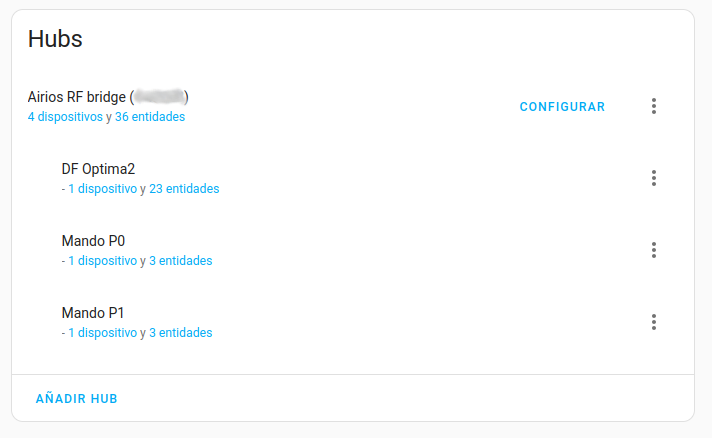 Hubs
Airios RF bridge ()
4 dispositivos y 36 entidades
CONFIGURAR
DF Optima2
- 1 dispositivo y 23 entidades
Mando P0
- 1 dispositivo y 3 entidades
Mando P1
- 1 dispositivo y 3 entidades
AÑADIR HUB